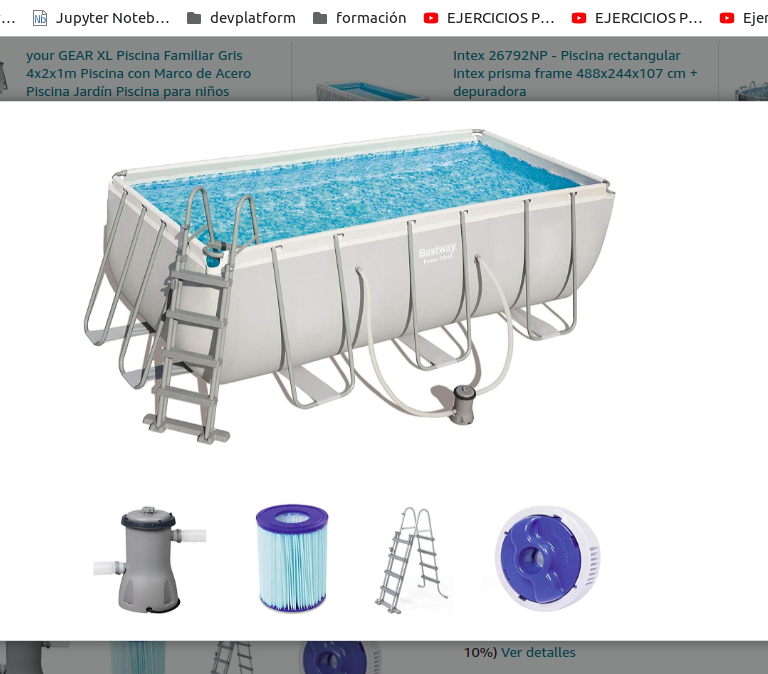 ...
Jupyter Noteb...
devplatform
formación
EJERCICIOS P...
EJERCICIOS P...
Ejer
your GEAR XL Piscina Familiar Gris
4x2x1m Piscina con Marco de Acero
Piscina Jardín Piscina para niños
Intex 26792NP - Piscina rectangular
intex prisma frame 488x244x107 cm +
depuradora
Bestway
Power Steel
10%) Ver detalles